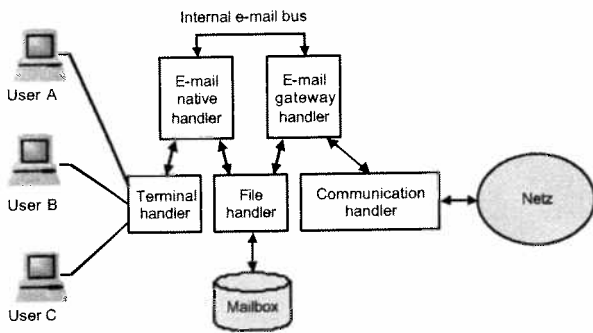 Internal e-mail bus
User A
E-mail
native
handler
E-mail
gateway
handler
User B
Terminal
handler
File
handler
Communication
handler
Netz
Mailbox
User C